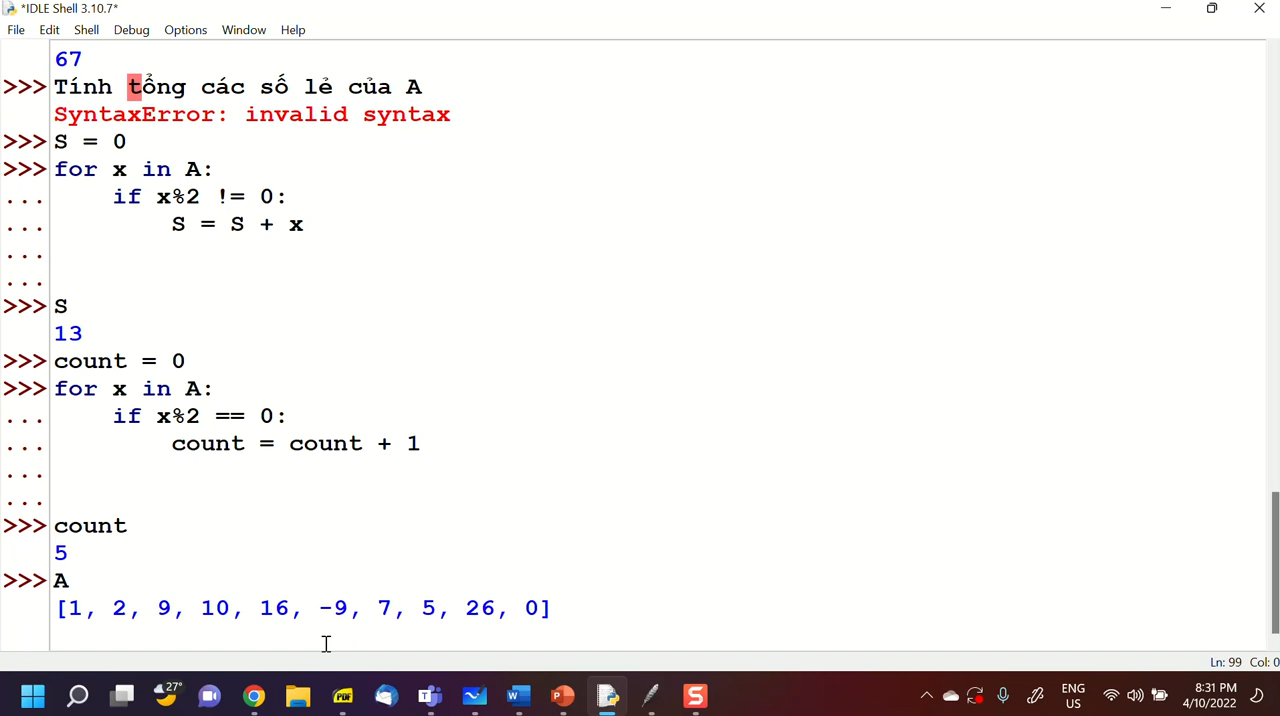 *IDLE Shell 3.10.7*
File Edit Shell Debug Options Window Help
67
>>> Tính tổng các số lẻ của A
SyntaxError: invalid syntax
>>> S = 0
>>> for x in A:
... if x%2 != 0:
... S = S + x
...
...
>>> S
13
>>> count = 0
>>> for x in A:
... if x%2 == 0:
... count = count + 1
...
...
>>> count
5
>>> A
[1, 2, 9, 10, 16, -9, 7, 5, 26, 0]
Ln: 99 Col: 0
27°
PDF
ENG
US
8:31 PM
4/10/2022